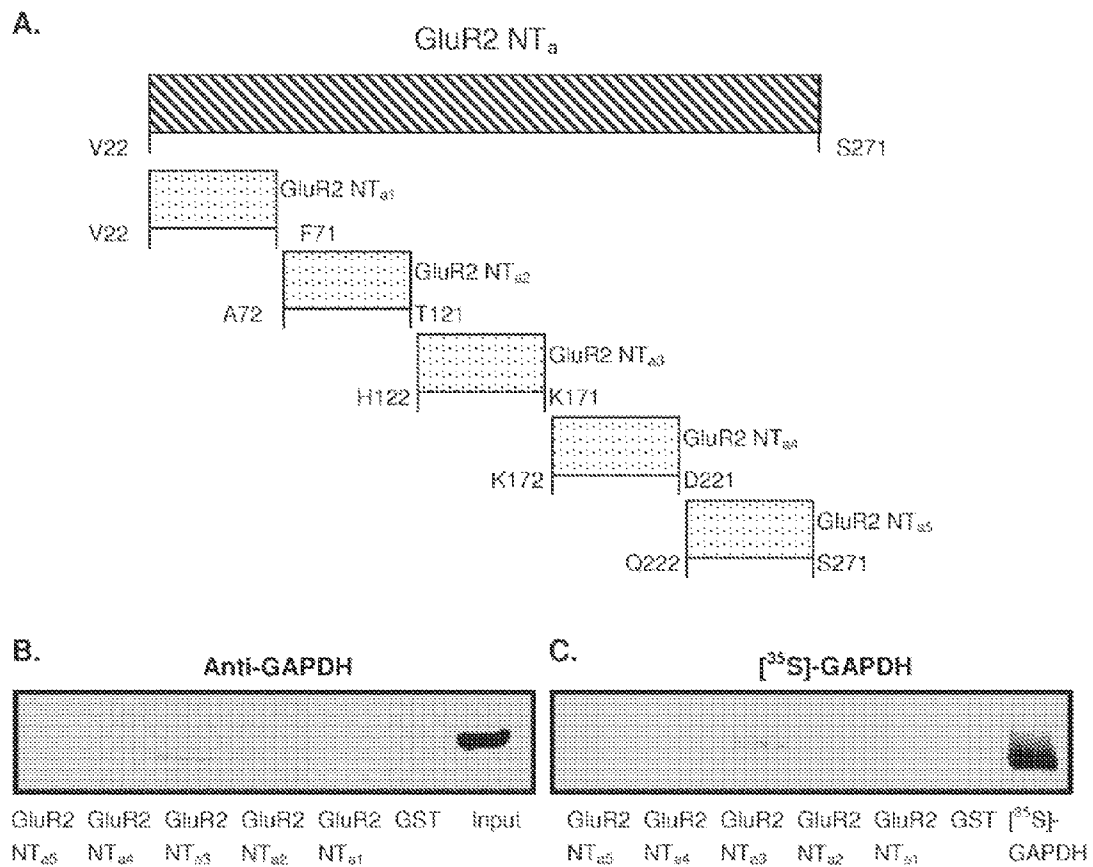 A.
GluR2 NTa
V22 S271
GluR2 NTa1
V22 F71
GluR2 NTa2
A72 T121
GluR2 NTa3
H122 K171
GluR2 NTa4
K172 D221
GluR2 NTa5
Q222 S271
B. C.
Anti-GAPDH [35S]-GAPDH
GluR2 GluR2 GluR2 GluR2 GluR2 GST Input GluR2 GluR2 GluR2 GluR2 GluR2 GST [35S]-
NTa5 NTa4 NTa3 NTa2 NTa1 NTa5 NTa4 NTa3 NTa2 NTa1 GAPDH